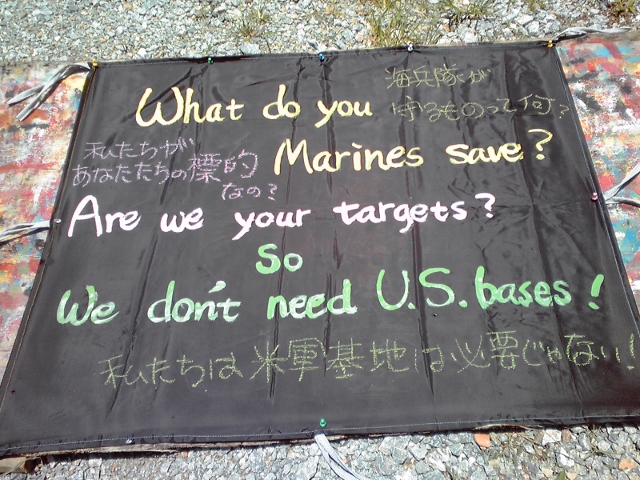 What do you
海兵隊が
守るものって何?
Marines save?
私たちが
あなたたちの標的
なの?
Are we your targets?
So
We don't need U.S. bases!
私たちは米軍基地は必要じゃない!